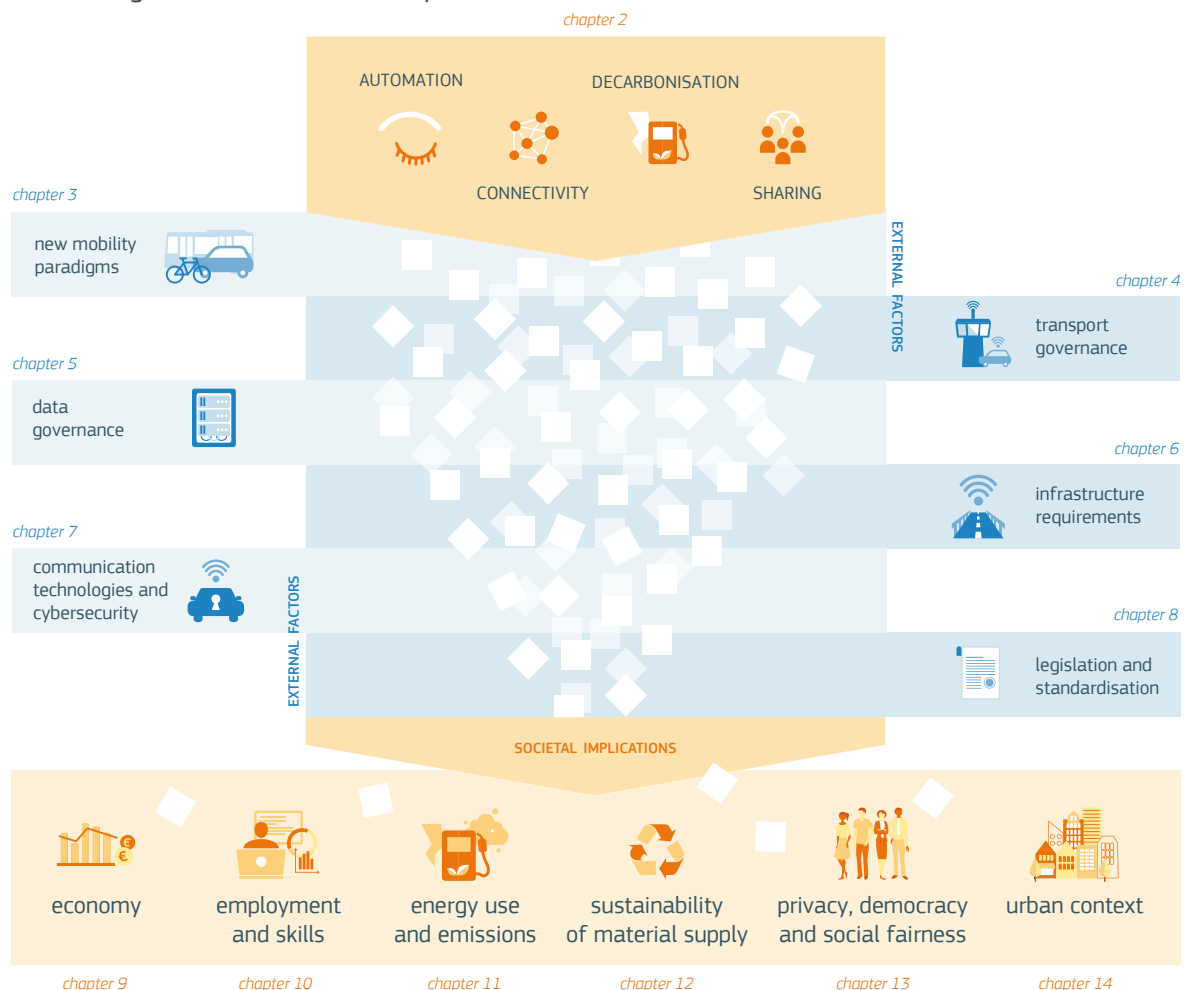 chapter 2
AUTOMATION
DECARBONISATION
CONNECTIVITY
SHARING
chapter 3
new mobility
paradigms
EXTERNAL FACTORS
chapter 4
transport
governance
chapter 5
data
governance
chapter 6
infrastructure
requirements
chapter 7
communication
technologies and
cybersecurity
EXTERNAL FACTORS
chapter 8
legislation and
standardisation
SOCIETAL IMPLICATIONS
economy
employment
and skills
energy use
and emissions
sustainability
of material supply
privacy, democracy
and social fairness
urban context
chapter 9
chapter 10
chapter 11
chapter 12
chapter 13
chapter 14